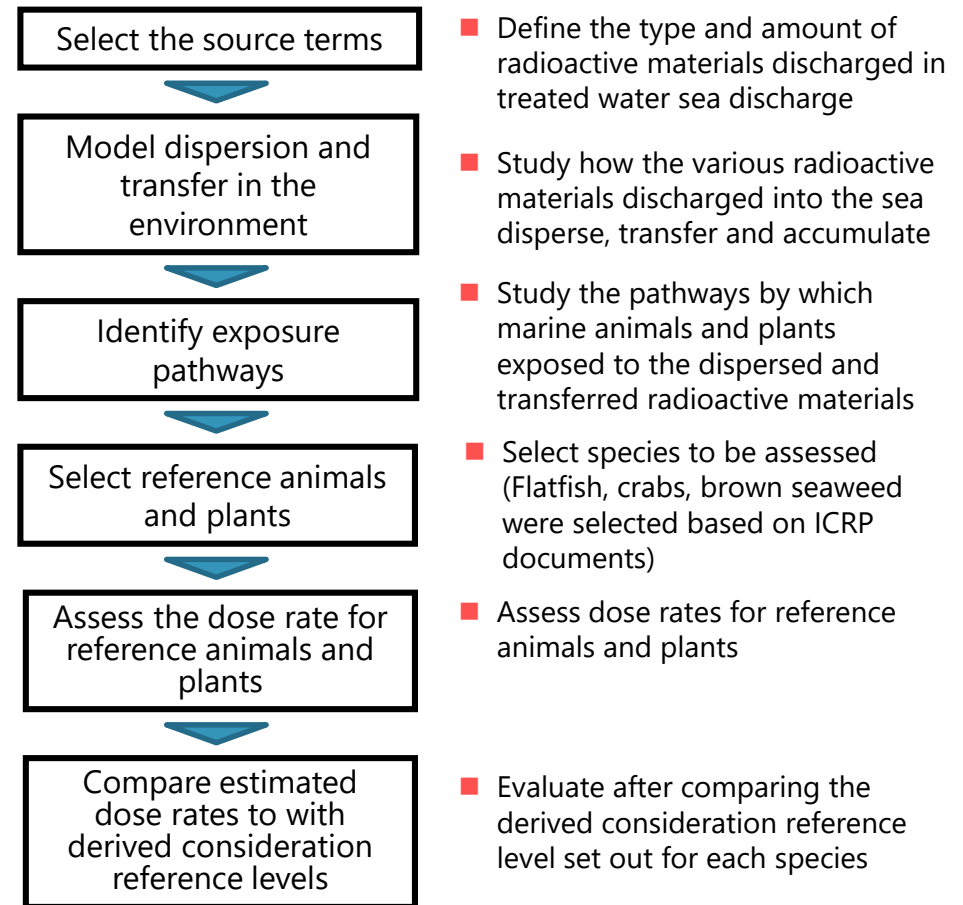 Select the source terms
Define the type and amount of
radioactive materials discharged in
treated water sea discharge
Model dispersion and
transfer in the
environment
Study how the various radioactive
materials discharged into the sea
disperse, transfer and accumulate
Identify exposure
pathways
Study the pathways by which
marine animals and plants
exposed to the dispersed and
transferred radioactive materials
Select reference animals
and plants
Select species to be assessed
(Flatfish, crabs, brown seaweed
were selected based on ICRP
documents)
Assess the dose rate for
reference animals and
plants
Assess dose rates for reference
animals and plants
Compare estimated
dose rates to with
derived consideration
reference levels
Evaluate after comparing the
derived consideration reference
level set out for each species